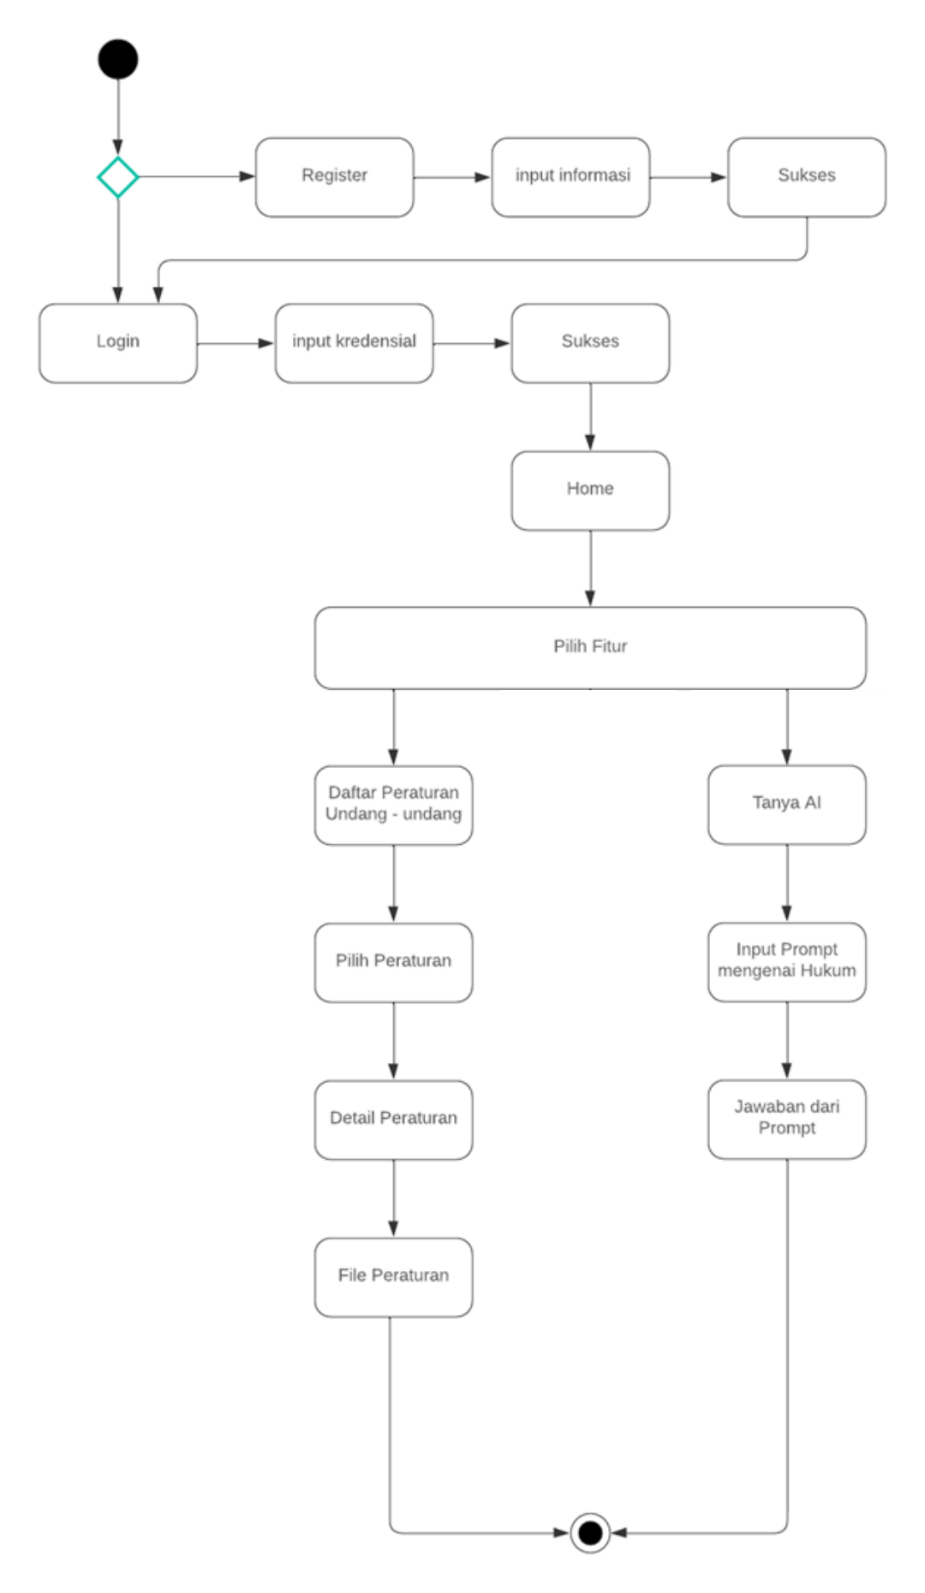 Register
input informasi
Sukses
Login
input kredensial
Sukses
Home
Pilih Fitur
Daftar Peraturan
Undang - undang
Tanya AI
Pilih Peraturan
Input Prompt
mengenai Hukum
Detail Peraturan
Jawaban dari
Prompt
File Peraturan